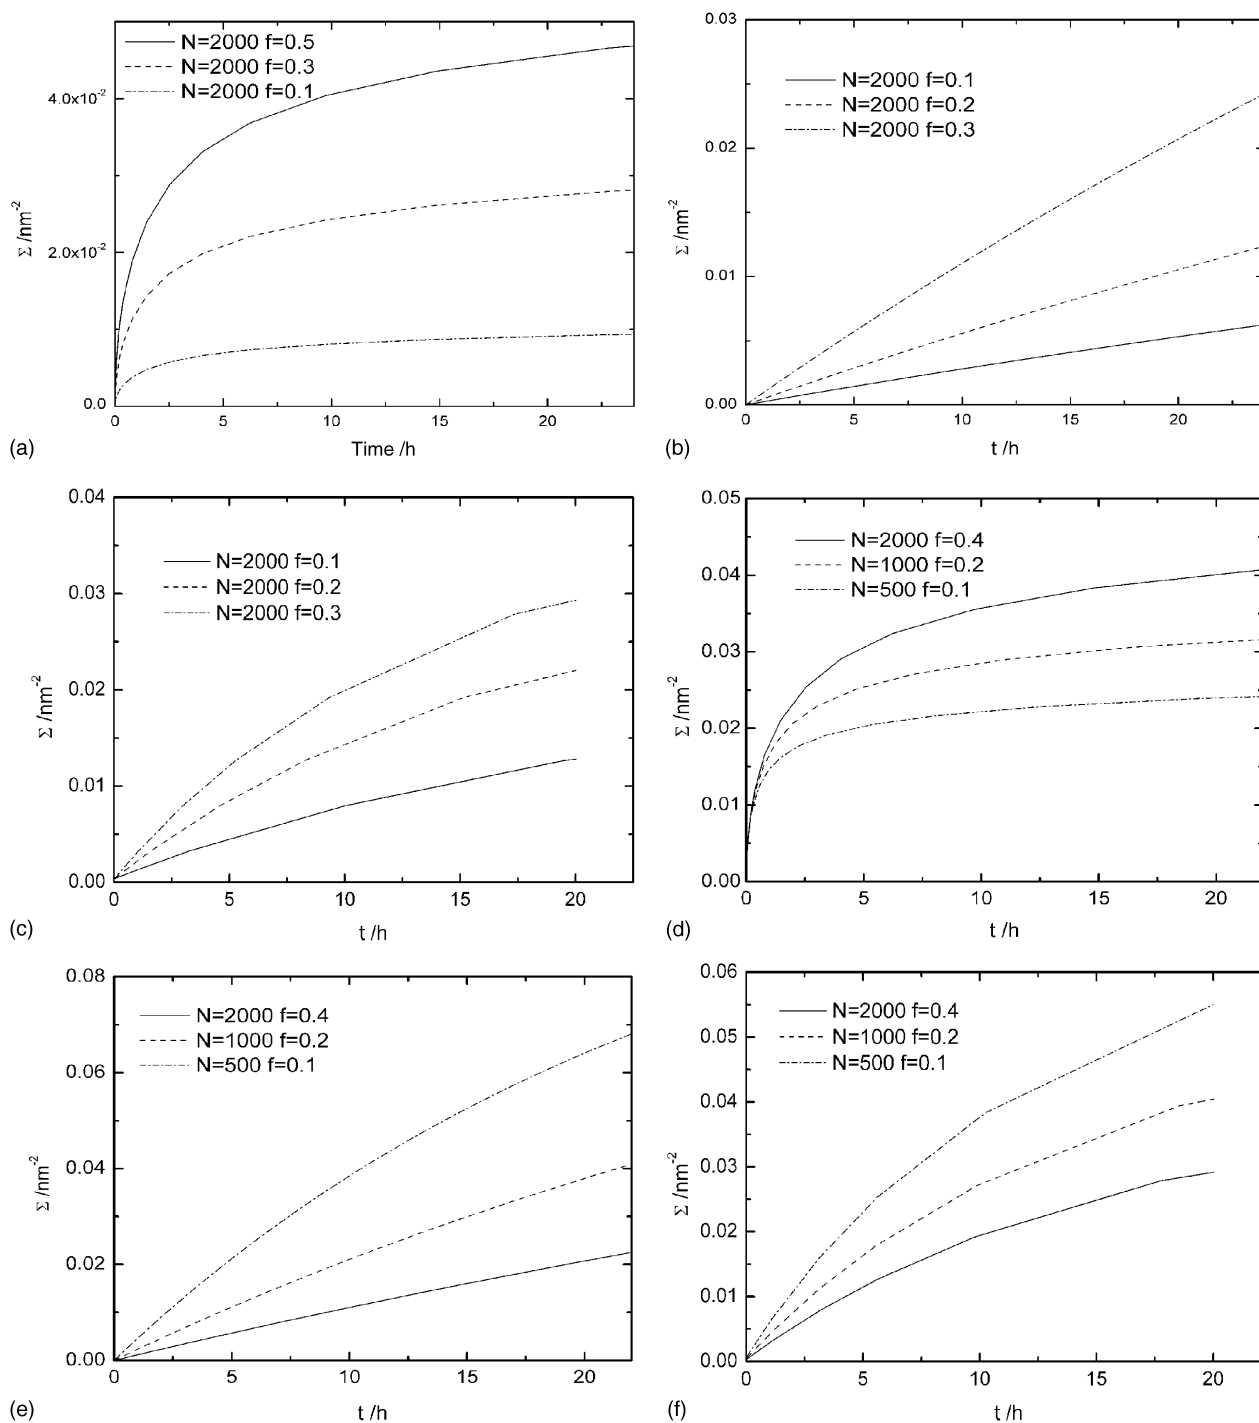 N=2000 f=0.5
N=2000 f=0.3
N=2000 f=0.1
4.0x10-2
2.0x10-2
0.0
Σ /nm-2
0 5 10 15 20
Time /h
(a)
0.03
N=2000 f=0.1
N=2000 f=0.2
N=2000 f=0.3
0.02
0.01
0.00
Σ /nm-2
0 5 10 15 20
t /h
(b)
0.04
N=2000 f=0.1
N=2000 f=0.2
N=2000 f=0.3
0.03
0.02
0.01
0.00
Σ /nm-2
0 5 10 15 20
t /h
(c)
0.05
N=2000 f=0.4
N=1000 f=0.2
N=500 f=0.1
0.04
0.03
0.02
0.01
0.00
Σ /nm-2
0 5 10 15 20
t /h
(d)
0.08
N=2000 f=0.4
N=1000 f=0.2
N=500 f=0.1
0.06
0.04
0.02
0.00
Σ /nm-2
0 5 10 15 20
t /h
(e)
0.06
N=2000 f=0.4
N=1000 f=0.2
N=500 f=0.1
0.05
0.04
0.03
0.02
0.01
0.00
Σ /nm-2
0 5 10 15 20
t /h
(f)